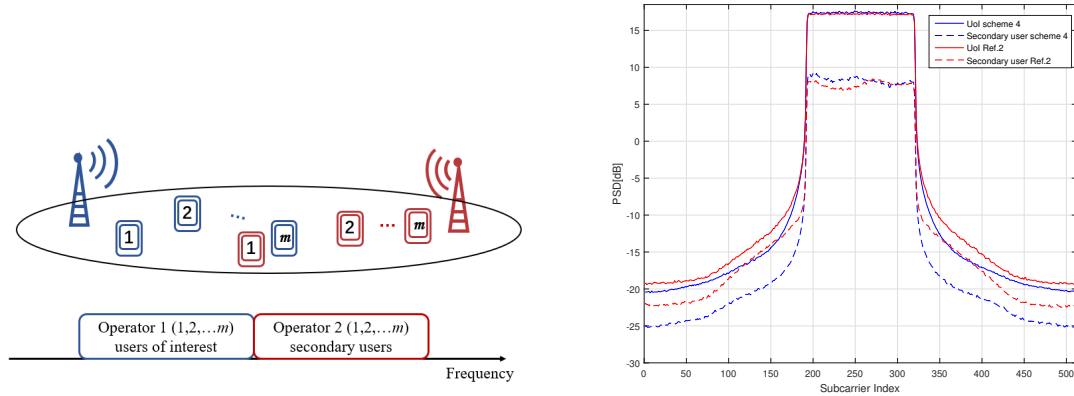 1
2
...
1
m
2
...
m
Operator 1 (1,2,...m)
users of interest
Operator 2 (1,2,...m)
secondary users
Frequency
UoI scheme 4
Secondary user scheme 4
UoI Ref.2
Secondary user Ref.2
15
10
5
0
-5
-10
-15
-20
-25
-30
PSD[dB]
0
50
100
150
200
250
300
350
400
450
500
Subcarrier Index